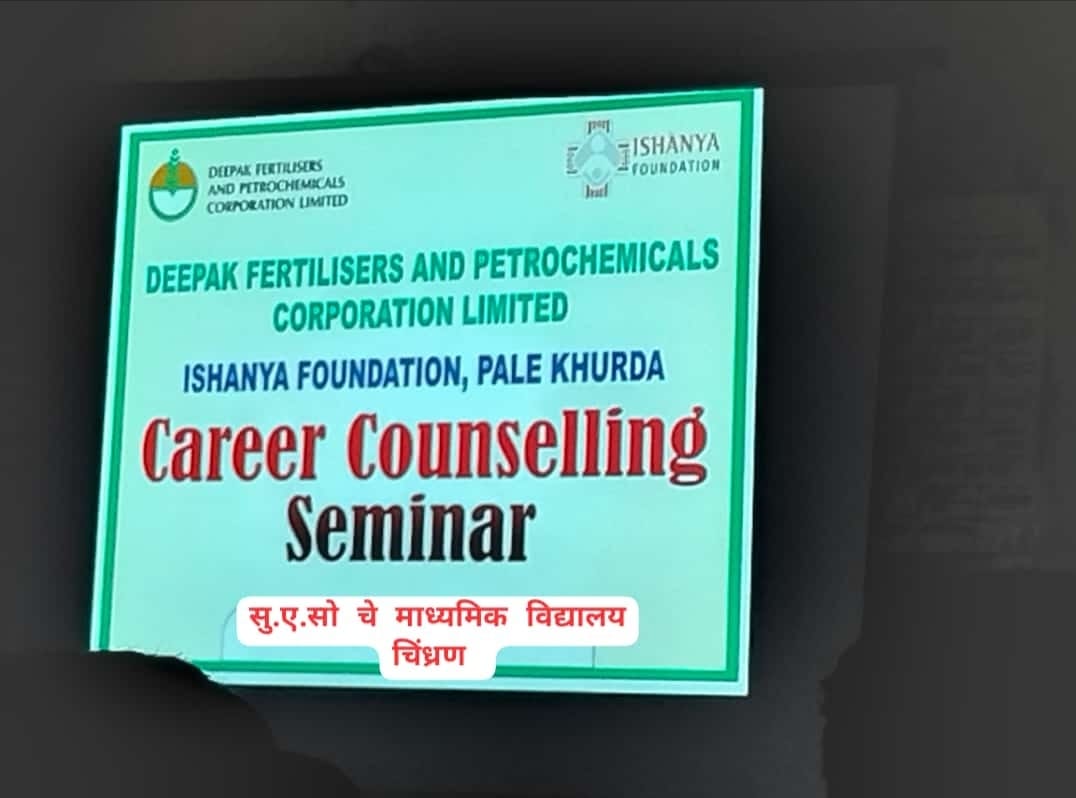 DEEPAK FERTILISERS
AND PETROCHEMICALS
CORPORATION LIMITED
ISHANYA
FOUNDATION
DEEPAK FERTILISERS AND PETROCHEMICALS
CORPORATION LIMITED
ISHANYA FOUNDATION, PALE KHURDA
Career Counselling
Seminar
सु.ए.सो चे माध्यमिक विद्यालय
चिंध्रण